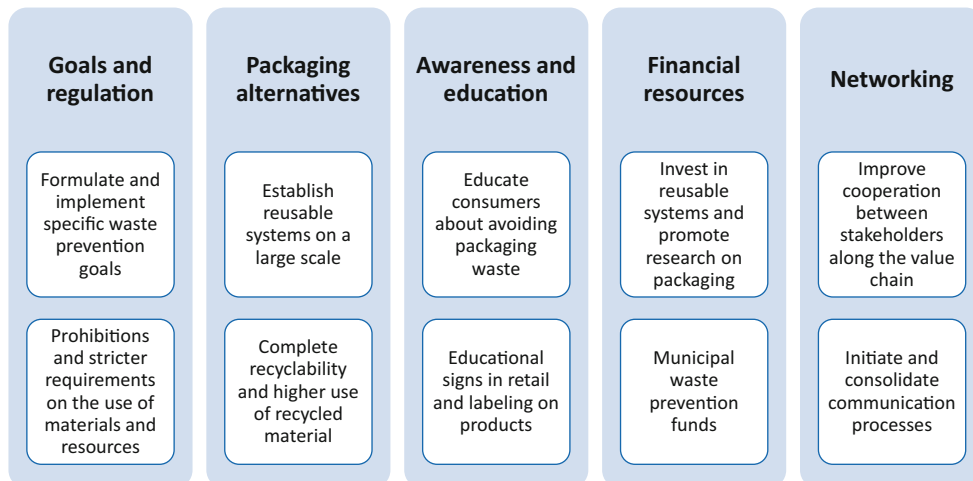 Goals and
regulation
Formulate and
implement
specific waste
prevention
goals
Prohibitions
and stricter
requirements
on the use of
materials and
resources
Packaging
alternatives
Establish
reusable
systems on a
large scale
Complete
recyclability
and higher use
of recycled
material
Awareness and
education
Educate
consumers
about avoiding
packaging
waste
Educational
signs in retail
and labeling on
products
Financial
resources
Invest in
reusable
systems and
promote
research on
packaging
Municipal
waste
prevention
funds
Networking
Improve
cooperation
between
stakeholders
along the value
chain
Initiate and
consolidate
communication
processes